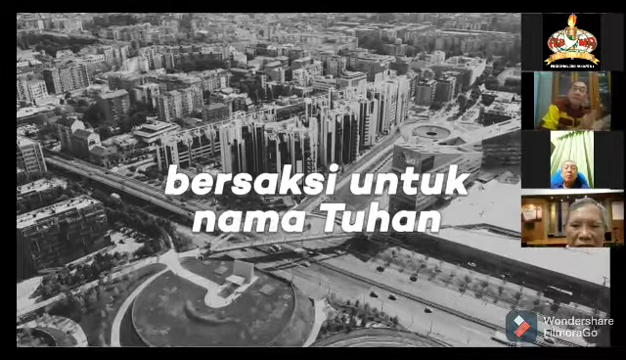 bersaksi untuk
nama Tuhan
Wondershare
FilmoraGo